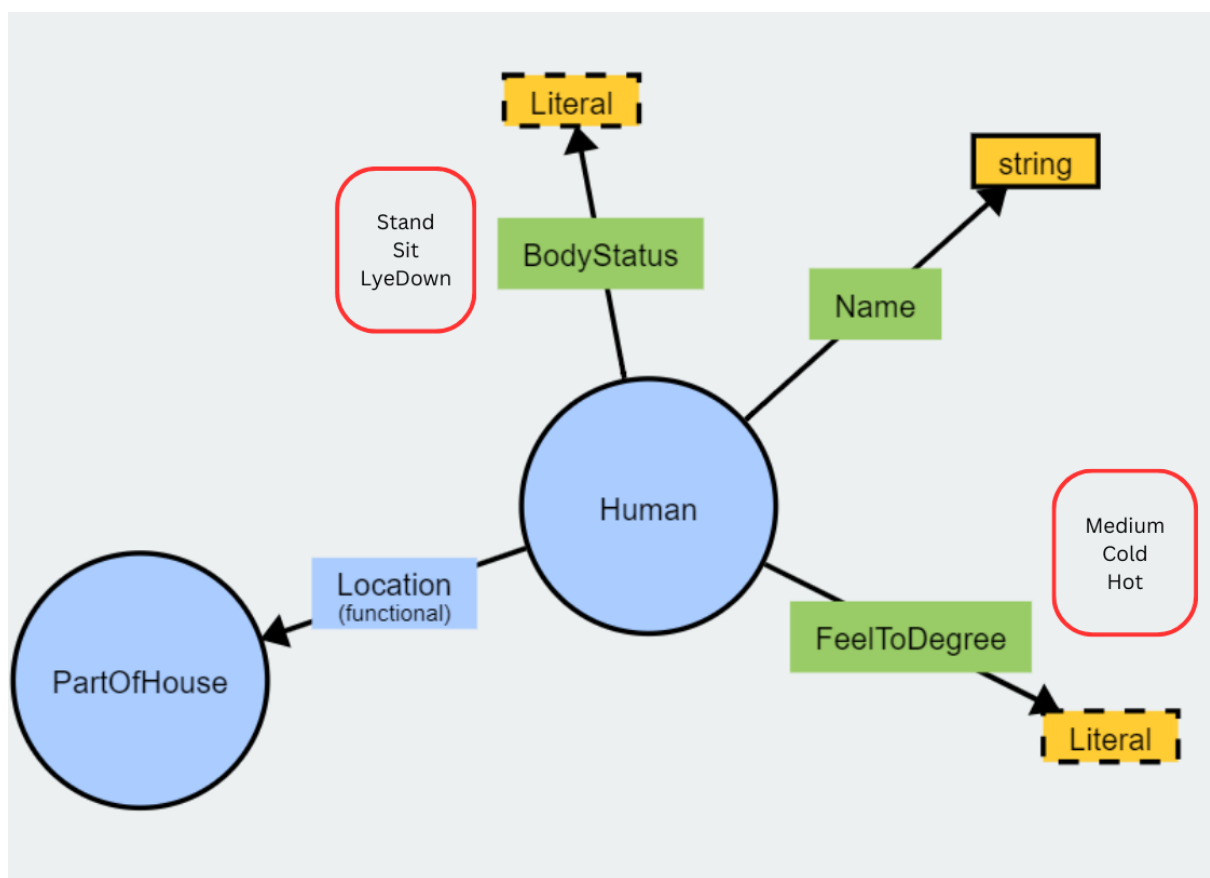 Literal
string
Stand
Sit
LyeDown
BodyStatus
Name
Human
Medium
Cold
Hot
Location
(functional)
FeelToDegree
PartOfHouse
Literal